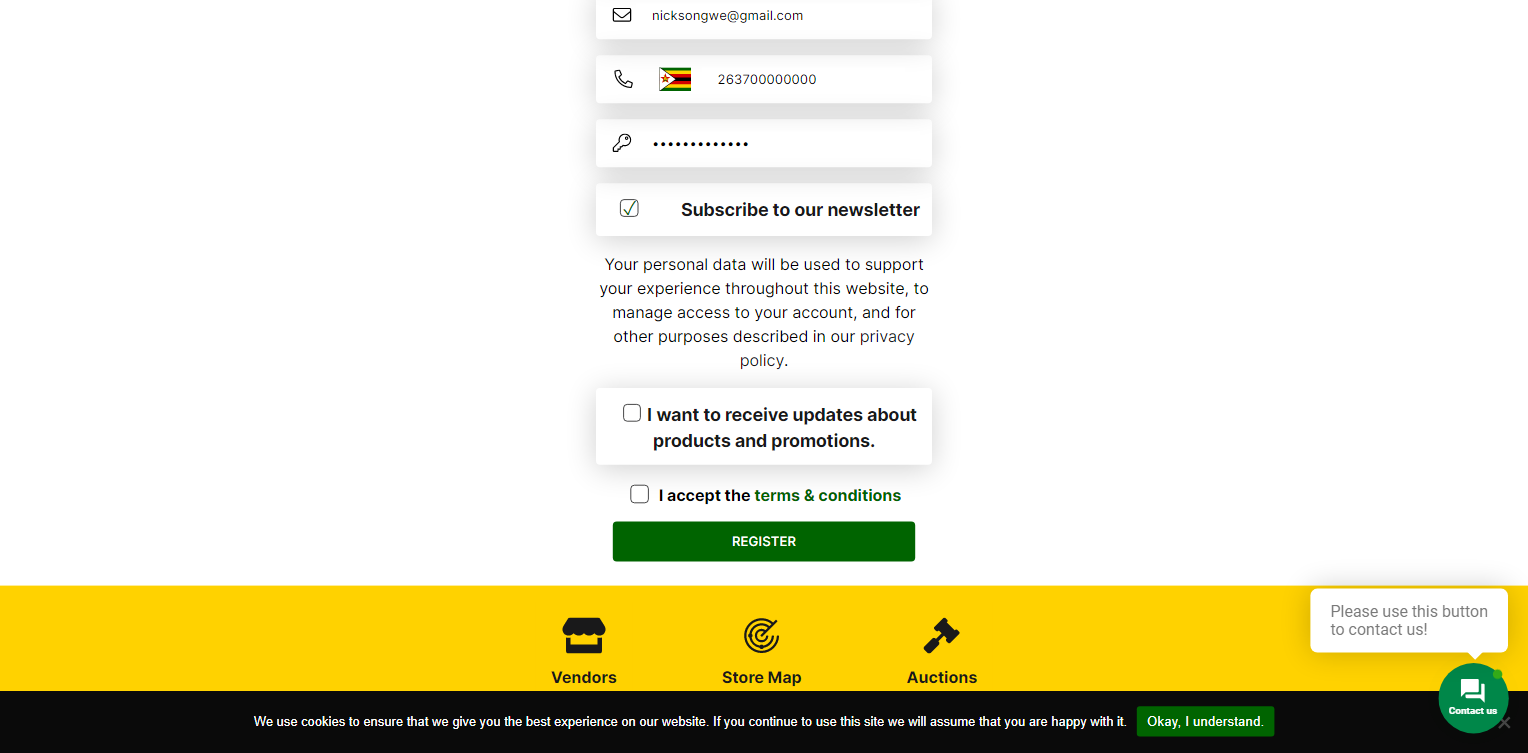 nicksongwe@gmail.com
263700000000
•••••••••••••
Subscribe to our newsletter
Your personal data will be used to support
your experience throughout this website, to
manage access to your account, and for
other purposes described in our privacy
policy.
I want to receive updates about
products and promotions.
I accept the terms & conditions
REGISTER
Please use this button
to contact us!
Vendors
Store Map
Auctions
Contact us
We use cookies to ensure that we give you the best experience on our website. If you continue to use this site we will assume that you are happy with it.
Okay, I understand.